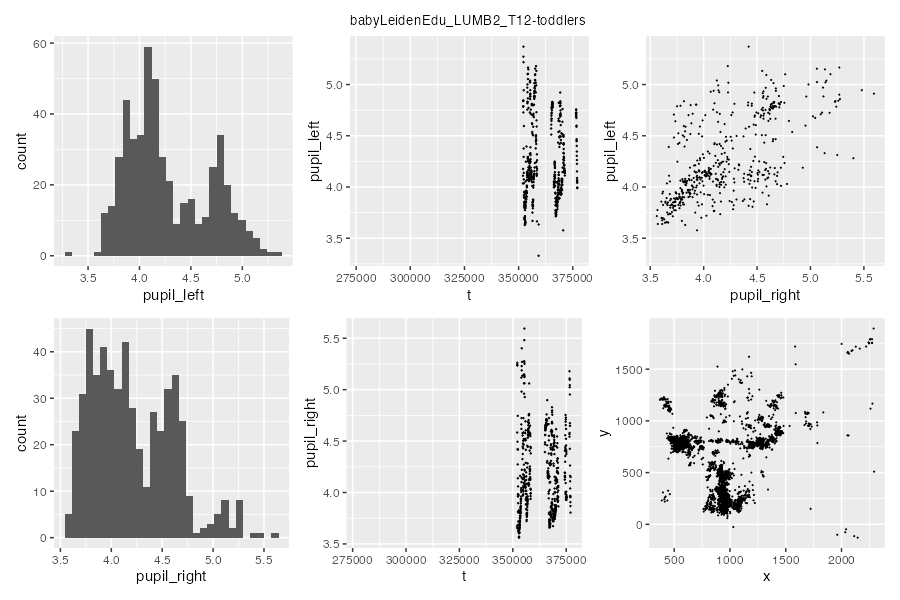 babyLeidenEdu_LUMB2_T12-toddlers
60
40
20
0
count
3.5 4.0 4.5 5.0
pupil_left
5.0
4.5
4.0
3.5
pupil_left
275000 300000 325000 350000 375000
t
5.0
4.5
4.0
3.5
pupil_left
3.5 4.0 4.5 5.0 5.5
pupil_right
40
30
20
10
0
count
3.5 4.0 4.5 5.0 5.5
pupil_right
5.5
5.0
4.5
4.0
3.5
pupil_right
275000 300000 325000 350000 375000
t
1500
1000
500
0
y
500 1000 1500 2000
x